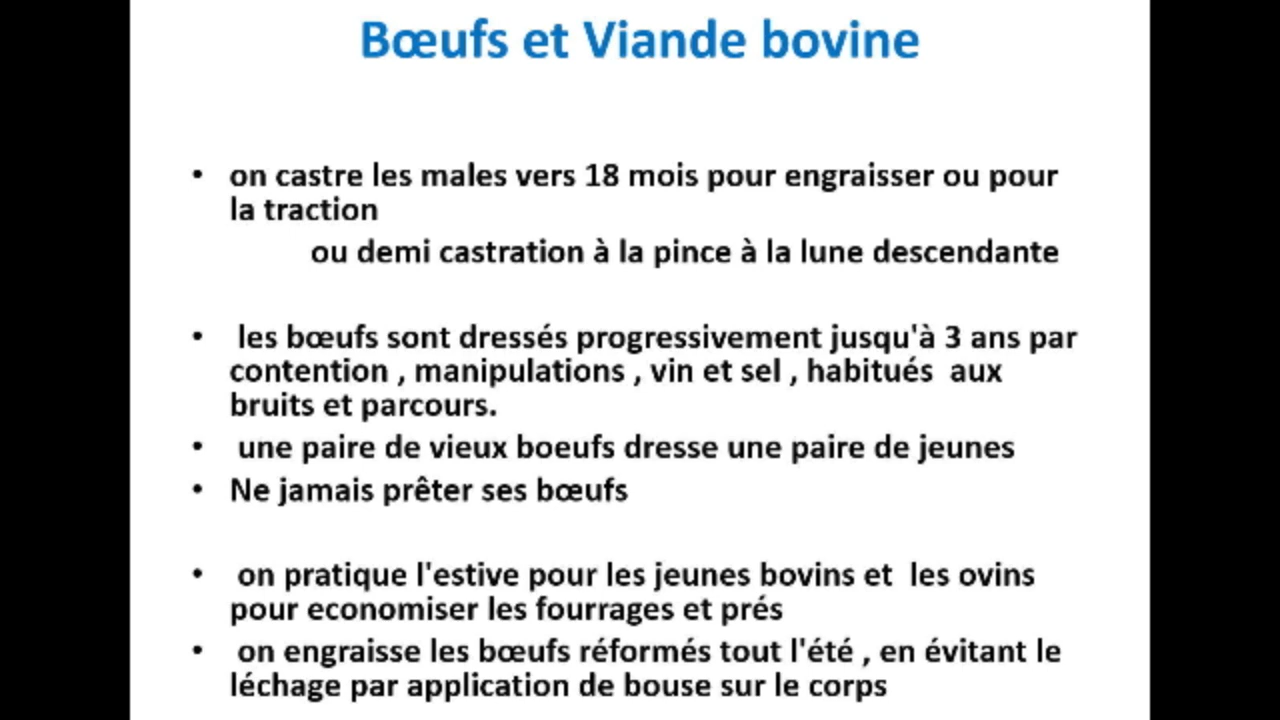 Bœufs et Viande bovine
• on castre les males vers 18 mois pour engraisser ou pour
la traction
ou demi castration à la pince à la lune descendante
• les bœufs sont dressés progressivement jusqu'à 3 ans par
contention , manipulations , vin et sel , habitués aux
bruits et parcours.
• une paire de vieux boeufs dresse une paire de jeunes
• Ne jamais prêter ses bœufs
• on pratique l'estive pour les jeunes bovins et les ovins
pour economiser les fourrages et prés
• on engraisse les bœufs réformés tout l'été , en évitant le
léchage par application de bouse sur le corps